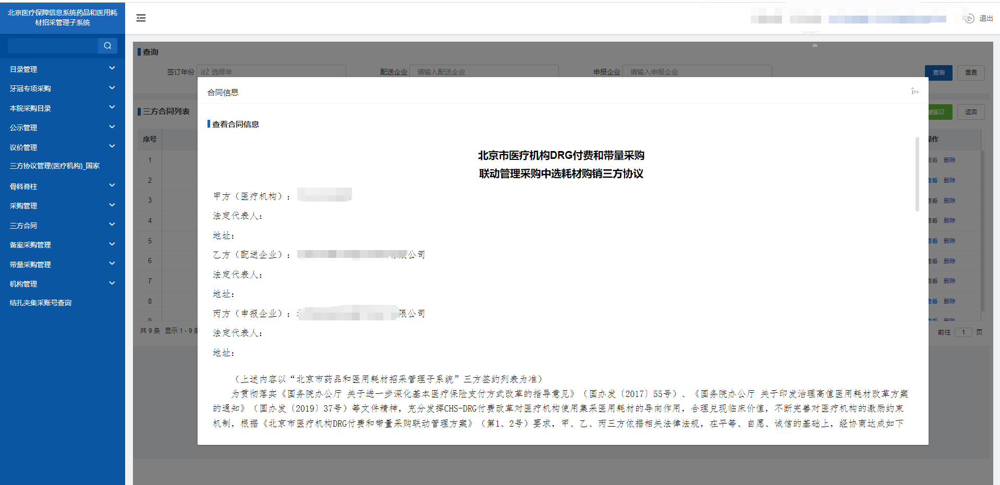 北京医疗保障信息系统药品和医用耗
材招采管理子系统
退出
目录管理
牙冠专项采购
本院采购目录
公示管理
议价管理
三方协议管理(医疗机构)_国家
骨科脊柱
采购管理
三方合同
备案采购管理
带量采购管理
机构管理
结扎夹集采账号查询
查询
签订年份 选择年 配送企业 请输入配送企业 申报企业 请输入申报企业 查询 重置
三方合同列表 键签订 返回
序号 操作
1 查看 删除
2 查看 删除
3 查看 删除
4 查看 删除
5 查看 删除
6 查看 删除
7 查看 删除
8 查看 删除
9 查看 删除
共 9 条 显示 1 - 9 条 前往 1 页
合同信息
查看合同信息
北京市医疗机构DRG付费和带量采购
联动管理采购中选耗材购销三方协议
甲方（医疗机构）：
法定代表人：
地址：
乙方（配送企业）： 公司
法定代表人：
地址：
丙方（申报企业）： 限公司
法定代表人：
地址：
（上述内容以“北京市药品和医用耗材招采管理子系统”三方签约列表为准）
为贯彻落实《国务院办公厅 关于进一步深化基本医疗保险支付方式改革的指导意见》（国办发〔2017〕55号）、《国务院办公厅 关于印发治理高值医用耗材改革方案
的通知》（国办发〔2019〕37号）等文件精神，充分发挥CHS-DRG付费改革对医疗机构使用集采医用耗材的导向作用，合理兑现临床价值，不断完善对医疗机构的激励约束
机制，根据《北京市医疗机构DRG付费和带量采购联动管理方案》（第1、2号）要求，甲、乙、丙三方依据相关法律法规，在平等、自愿、诚信的基础上，经协商达成如下